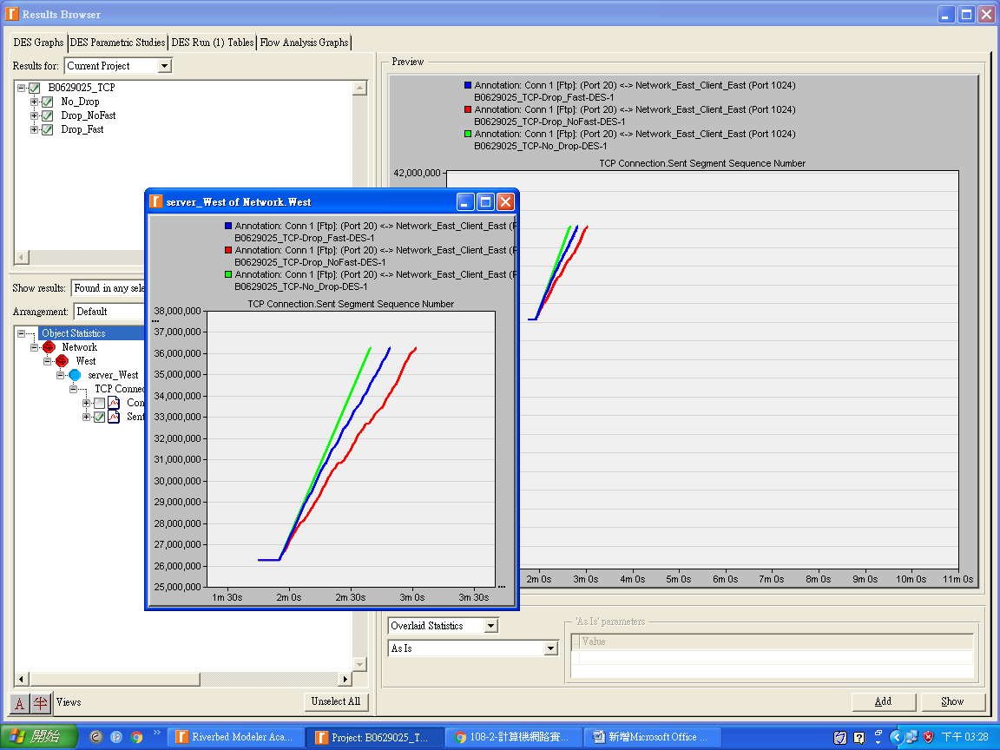 Results Browser
DES Graphs DES Parametric Studies DES Run (1) Tables Flow Analysis Graphs
Results for: Current Project
B0629025_TCP
No_Drop
Drop_NoFast
Drop_Fast
Show results: Found in any sele
Arrangement: Default
Object Statistics
Network
West
server_West
TCP Connec
Con
Sent
Views
Unselect All
Preview
Annotation: Conn 1 [Ftp]: (Port 20) <-> Network_East_Client_East (Port 1024)
B0629025_TCP-Drop_Fast-DES-1
Annotation: Conn 1 [Ftp]: (Port 20) <-> Network_East_Client_East (Port 1024)
B0629025_TCP-Drop_NoFast-DES-1
Annotation: Conn 1 [Ftp]: (Port 20) <-> Network_East_Client_East (Port 1024)
B0629025_TCP-No_Drop-DES-1
TCP Connection.Sent Segment Sequence Number
42,000,000
2m 0s 3m 0s 4m 0s 5m 0s 6m 0s 7m 0s 8m 0s 9m 0s 10m 0s 11m 0s
server_West of Network.West
Annotation: Conn 1 [Ftp]: (Port 20) <-> Network_East_Client_East (P
B0629025_TCP-Drop_Fast-DES-1
Annotation: Conn 1 [Ftp]: (Port 20) <-> Network_East_Client_East (P
B0629025_TCP-Drop_NoFast-DES-1
Annotation: Conn 1 [Ftp]: (Port 20) <-> Network_East_Client_East (P
B0629025_TCP-No_Drop-DES-1
TCP Connection.Sent Segment Sequence Number
38,000,000
...
37,000,000
36,000,000
35,000,000
34,000,000
33,000,000
32,000,000
31,000,000
30,000,000
29,000,000
28,000,000
27,000,000
26,000,000
25,000,000
...
1m 30s 2m 0s 2m 30s 3m 0s 3m 30s
Overlaid Statistics
As Is
'As Is' parameters
... Value
Add Show
開始 Riverbed Modeler Aca... Project: B0629025_T... 108-2-計算機網路實... 新增Microsoft Office ... 下午 03:28